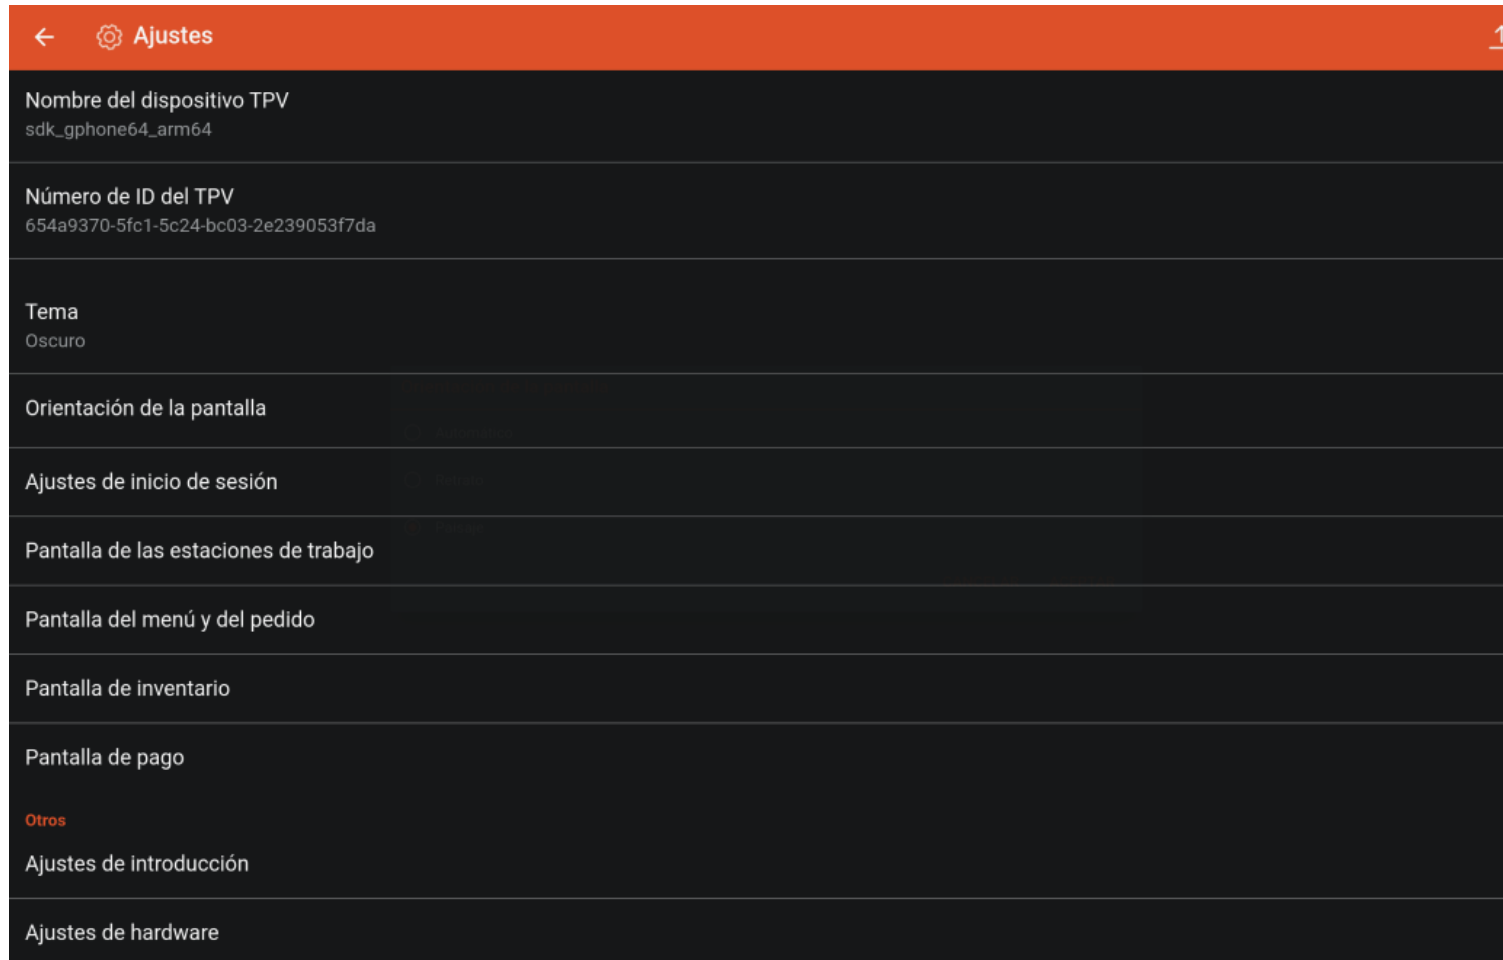 Ajustes
Nombre del dispositivo TPV
sdk_gphone64_arm64
Número de ID del TPV
654a9370-5fc1-5c24-bc03-2e239053f7da
Tema
Oscuro
Orientación de la pantalla
Automático
Ajustes de inicio de sesión
Pantalla de las estaciones de trabajo
Pantalla del menú y del pedido
Pantalla de inventario
Pantalla de pago
Otros
Ajustes de introducción
Ajustes de hardware